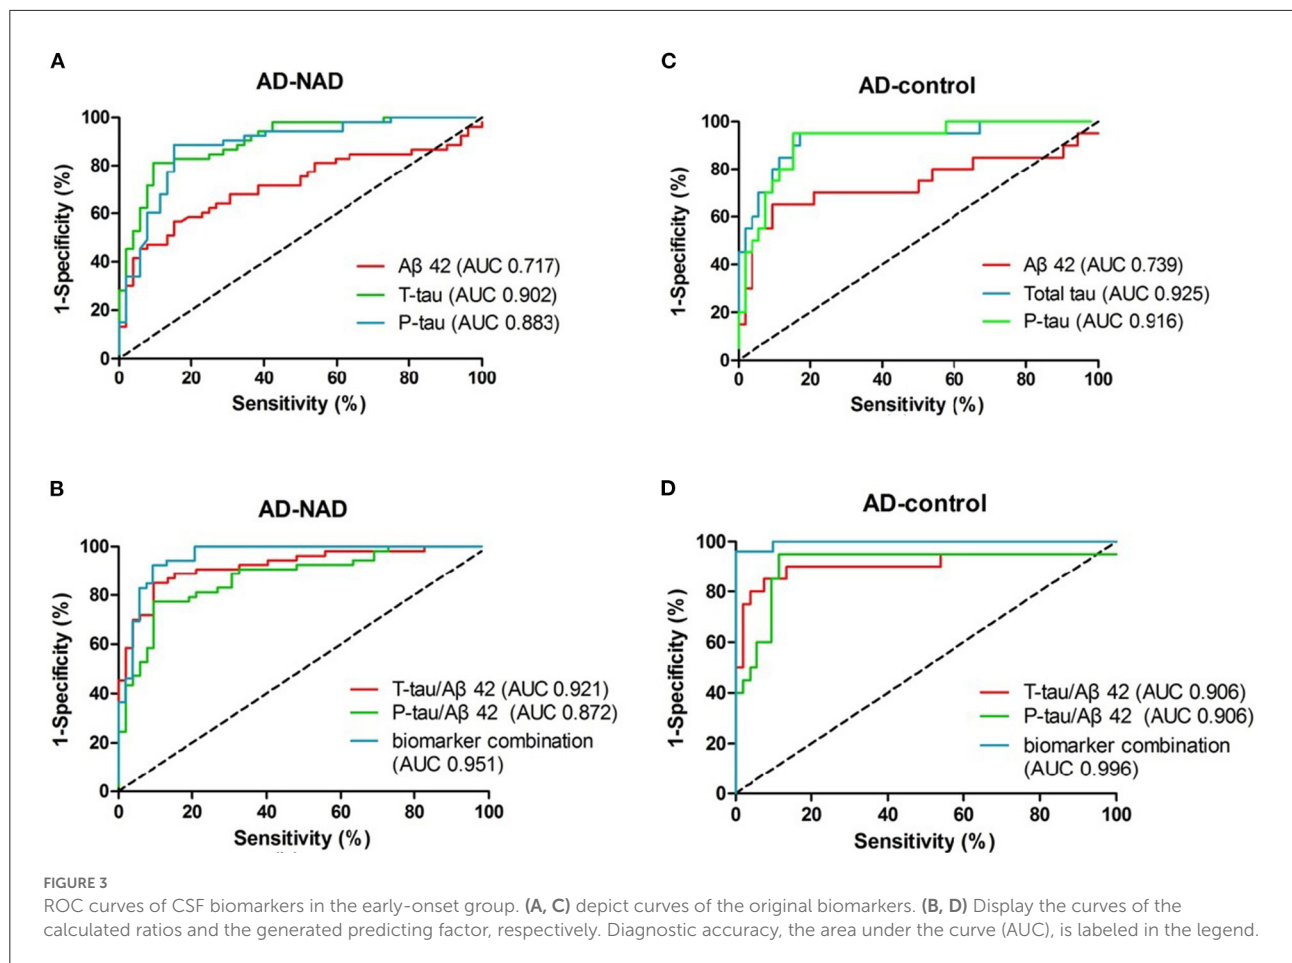 A
AD-NAD
100
80
60
40
20
0
1-Specificity (%)
Aβ 42 (AUC 0.717)
T-tau (AUC 0.902)
P-tau (AUC 0.883)
0 20 40 60 80 100
Sensitivity (%)
C
AD-control
100
80
60
40
20
0
1-Specificity (%)
Aβ 42 (AUC 0.739)
Total tau (AUC 0.925)
P-tau (AUC 0.916)
0 20 40 60 80 100
Sensitivity (%)
B
AD-NAD
100
80
60
40
20
0
1-Specificity (%)
T-tau/Aβ 42 (AUC 0.921)
P-tau/Aβ 42 (AUC 0.872)
biomarker combination
(AUC 0.951)
0 20 40 60 80 100
Sensitivity (%)
D
AD-control
100
80
60
40
20
0
1-Specificity (%)
T-tau/Aβ 42 (AUC 0.906)
P-tau/Aβ 42 (AUC 0.906)
biomarker combination
(AUC 0.996)
0 20 40 60 80 100
Sensitivity (%)
FIGURE 3
ROC curves of CSF biomarkers in the early-onset group. (A, C) depict curves of the original biomarkers. (B, D) Display the curves of the
calculated ratios and the generated predicting factor, respectively. Diagnostic accuracy, the area under the curve (AUC), is labeled in the legend.